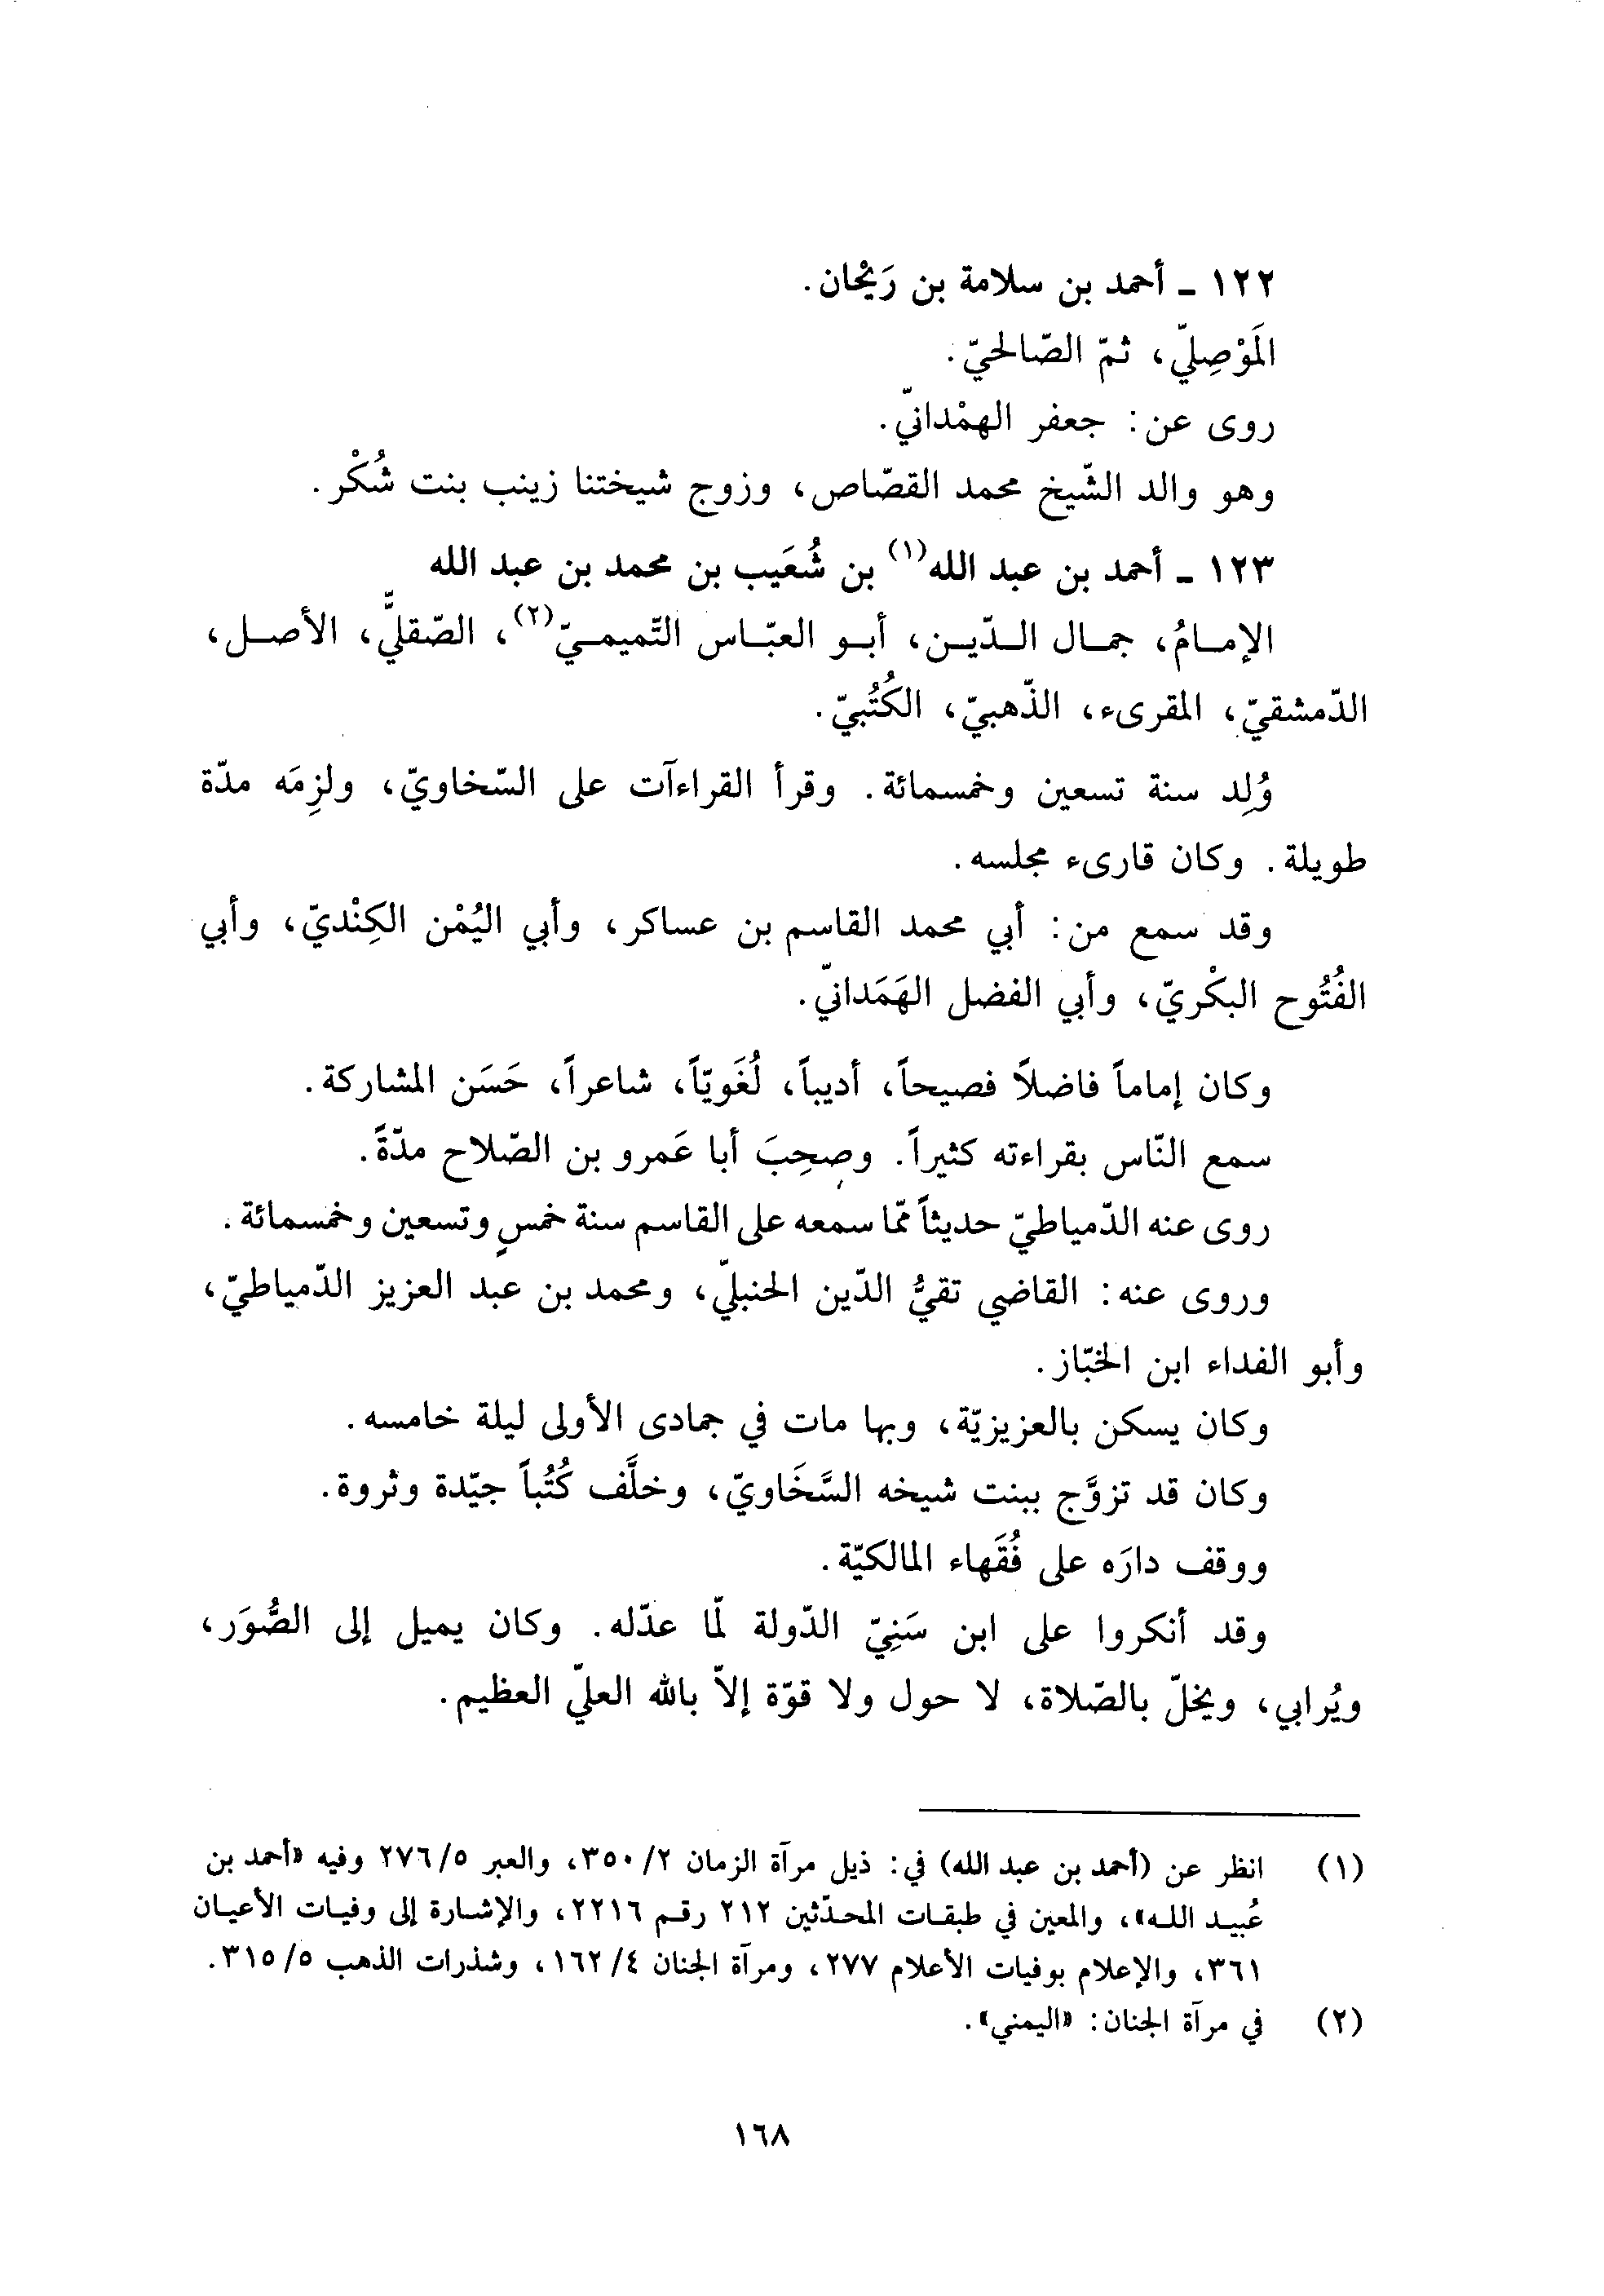 ١٢٢ ـ أحمد بن سلامة بن رَيْحان.
المَوْصِليّ، ثمّ الصّالحيّ.
روى عن: جعفر الهمْدانيّ.
وهو والد الشّيخ محمد القصّاص، وزوج شيختنا زينب بنت شُكْر.
١٢٣ ـ أحمد بن عبد الله(١) بن شُعَيب بن محمد بن عبد الله
الإمامُ، جمال الدّين، أبو العبّاس التّميميّ(٢)، الصّقليُّ، الأصل،
الدّمشقيّ، المقرىء، الذّهبيّ، الكُتُبيّ.
وُلِد سنة تسعين وخمسمائة. وقرأ القراءآت على السّخاويّ، ولزِمَه مدّة
طويلة. وكان قارىء مجلسه.
وقد سمع من: أبي محمد القاسم بن عساكر، وأبي اليُمْن الكِنْديّ، وأبي
الفُتُوح البكْريّ، وأبي الفضل الهَمَدانيّ.
وكان إماماً فاضلاً فصيحاً، أديباً، لُغَويّاً، شاعراً، حَسَن المشاركة.
سمع النّاس بقراءته كثيراً. وصحِبَ أبا عَمرو بن الصّلاح مدّةً.
روى عنه الدّمياطيّ حديثاً ممّا سمعه على القاسم سنة خمسٍ وتسعين وخمسمائة.
وروى عنه: القاضي تقيُّ الدّين الحنبليّ، ومحمد بن عبد العزيز الدّمياطيّ،
وأبو الفداء ابن الخبّاز.
وكان يسكن بالعزيزيّة، وبها مات في جمادى الأولى ليلة خامسه.
وكان قد تزوَّج ببنت شيخه السَّخَاويّ، وخلَّف كُتُباً جيّدة وثروة.
ووقف دارَه على فُقَهاء المالكيّة.
وقد أنكروا على ابن سَنِيّ الدّولة لمّا عدّله. وكان يميل إلى الصُّوَر،
ويُرابي، ويخلّ بالصّلاة، لا حول ولا قوّة إلاّ بالله العليّ العظيم.
(١) انظر عن (أحمد بن عبد الله) في: ذيل مرآة الزمان ٢/ ٣٥٠، والعبر ٥/ ٢٧٦ وفيه «أحمد بن
عُبيد الله»، والمعين في طبقات المحدّثين ٢١٢ رقم ٢٢١٦، والإشارة إلى وفيات الأعيان
٣٦١، والإعلام بوفيات الأعلام ٢٧٧، ومرآة الجنان ٤/ ١٦٢، وشذرات الذهب ٥/ ٣١٥.
(٢) في مرآة الجنان: «اليمني».
١٦٨